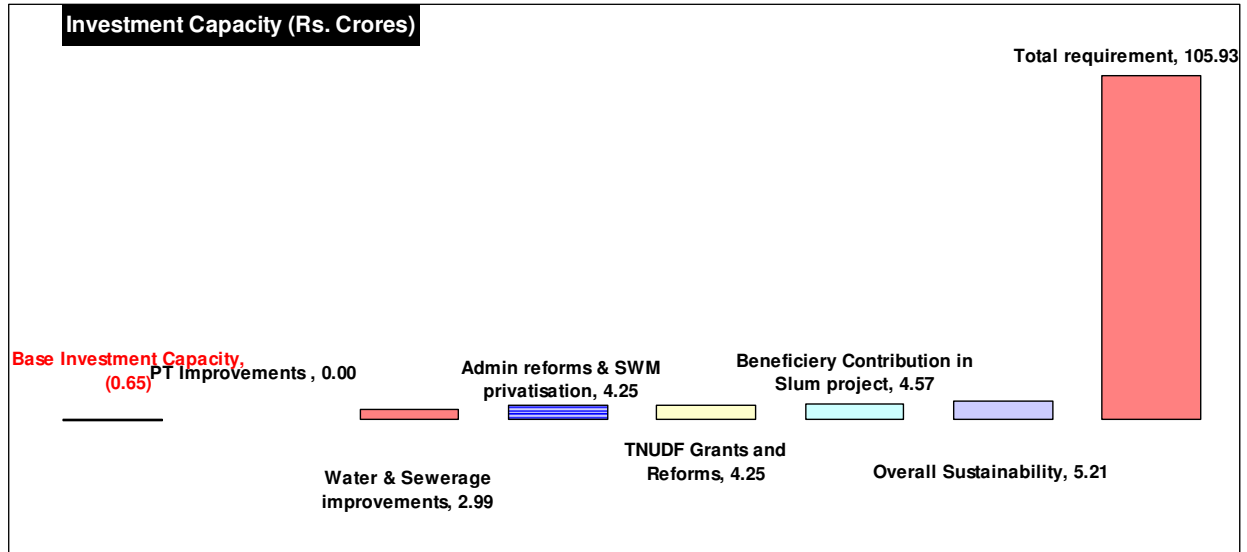 Investment Capacity (Rs. Crores)
Total requirement, 105.93
Base Investment Capacity,
(0.65)
PT Improvements , 0.00
Water & Sewerage
improvements, 2.99
Admin reforms & SWM
privatisation, 4.25
TNUDF Grants and
Reforms, 4.25
Beneficiery Contribution in
Slum project, 4.57
Overall Sustainability, 5.21